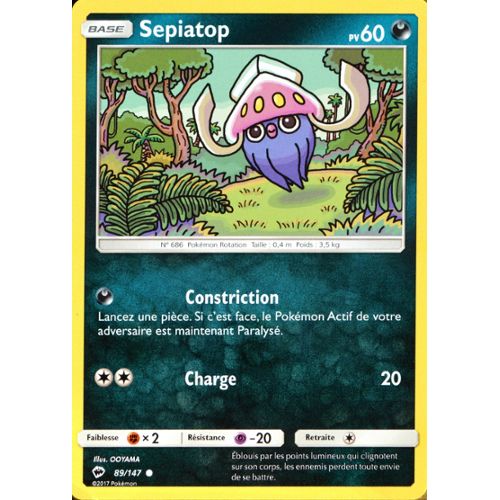 BASE Sepiatop PV60
N° 686 Pokémon Rotation Taille : 0,4 m Poids : 3,5 kg
Constriction
Lancez une pièce. Si c'est face, le Pokémon Actif de votre
adversaire est maintenant Paralysé.
Charge 20
Faiblesse ×2 Résistance -20 Retraite
Illus. OOYAMA
89/147
©2017 Pokémon
Éblouis par les points lumineux qui clignotent
sur son corps, les ennemis perdent toute envie
de se battre.